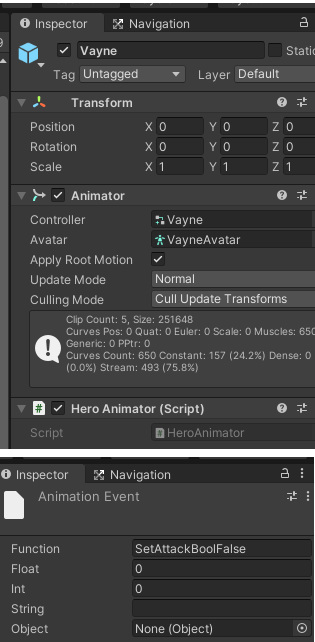 Inspector Navigation
Vayne Static
Tag Untagged Layer Default
Transform
Position X 0 Y 0 Z 0
Rotation X 0 Y 0 Z 0
Scale X 1 Y 1 Z 1
Animator
Controller Vayne
Avatar VayneAvatar
Apply Root Motion
Update Mode Normal
Culling Mode Cull Update Transforms
Clip Count: 5, Size: 251648
Curves Pos: 0 Quat: 0 Euler: 0 Scale: 0 Muscles: 650
Generic: 0 PPtr: 0
Curves Count: 650 Constant: 157 (24.2%) Dense: 0
(0.0%) Stream: 493 (75.8%)
# Hero Animator (Script)
Script # HeroAnimator
Inspector Navigation
Animation Event
Function SetAttackBoolFalse
Float 0
Int 0
String
Object None (Object)